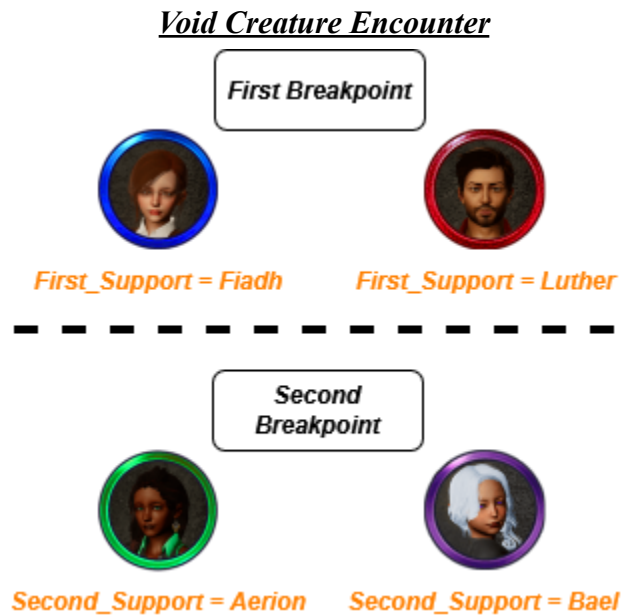 Void Creature Encounter
First Breakpoint
First_Support = Fiadh
First_Support = Luther
Second
Breakpoint
Second_Support = Aerion
Second_Support = Bael